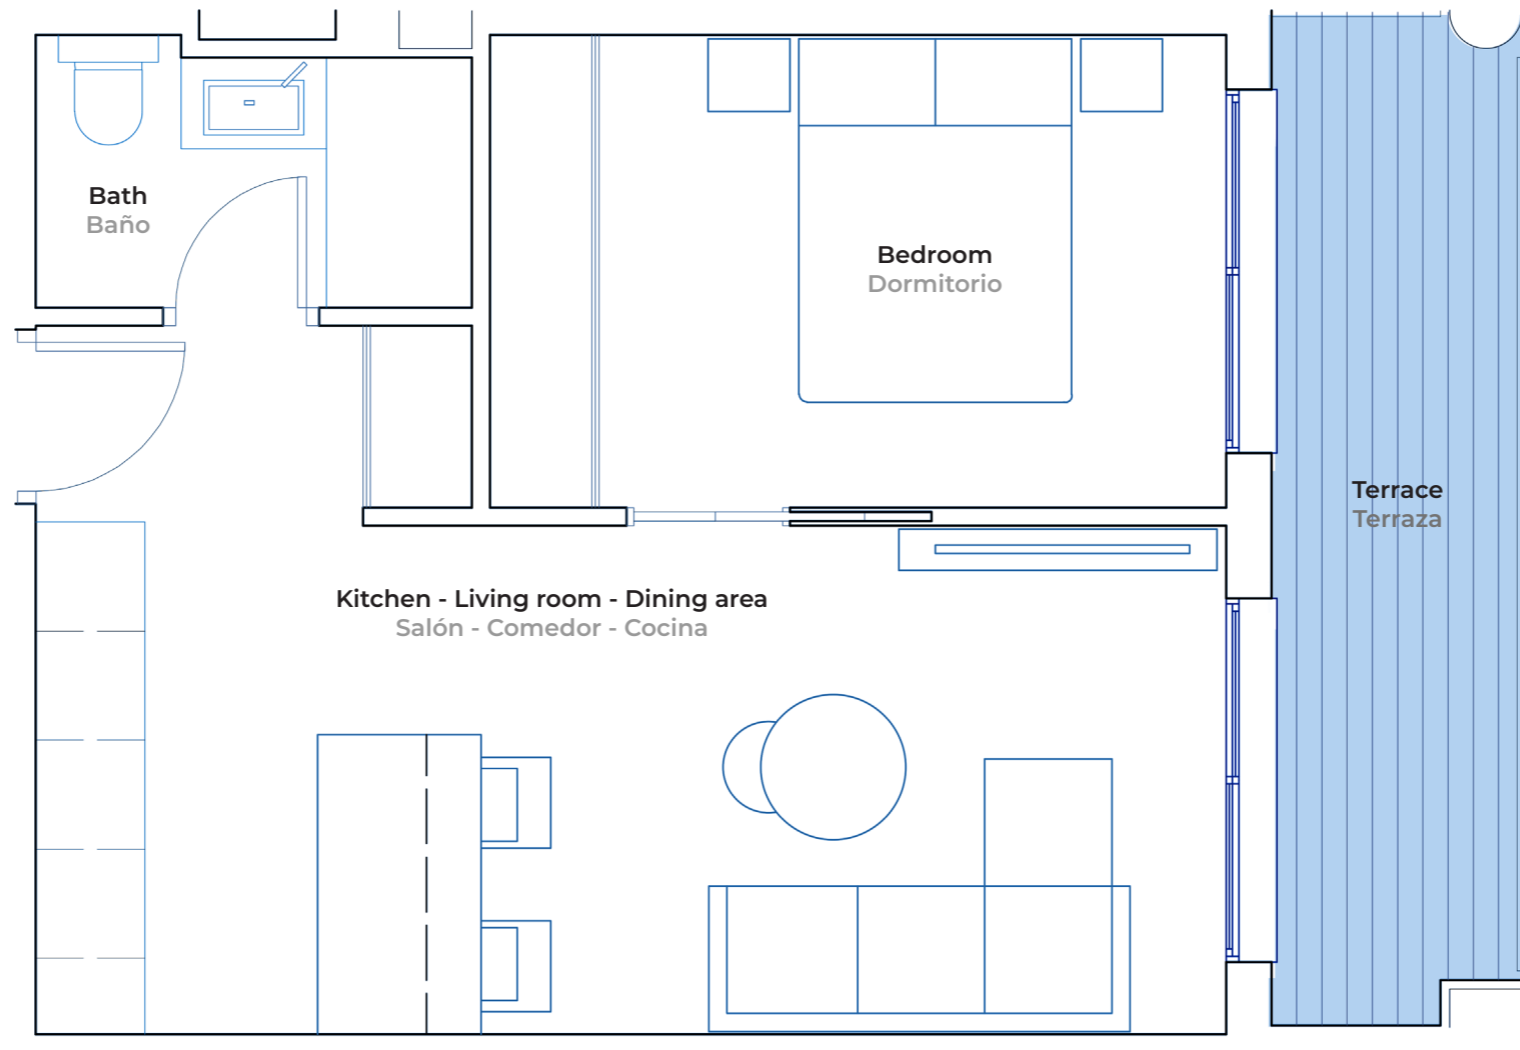 Bath
Baño
Bedroom
Dormitorio
Terrace
Terraza
Kitchen - Living room - Dining area
Salón - Comedor - Cocina